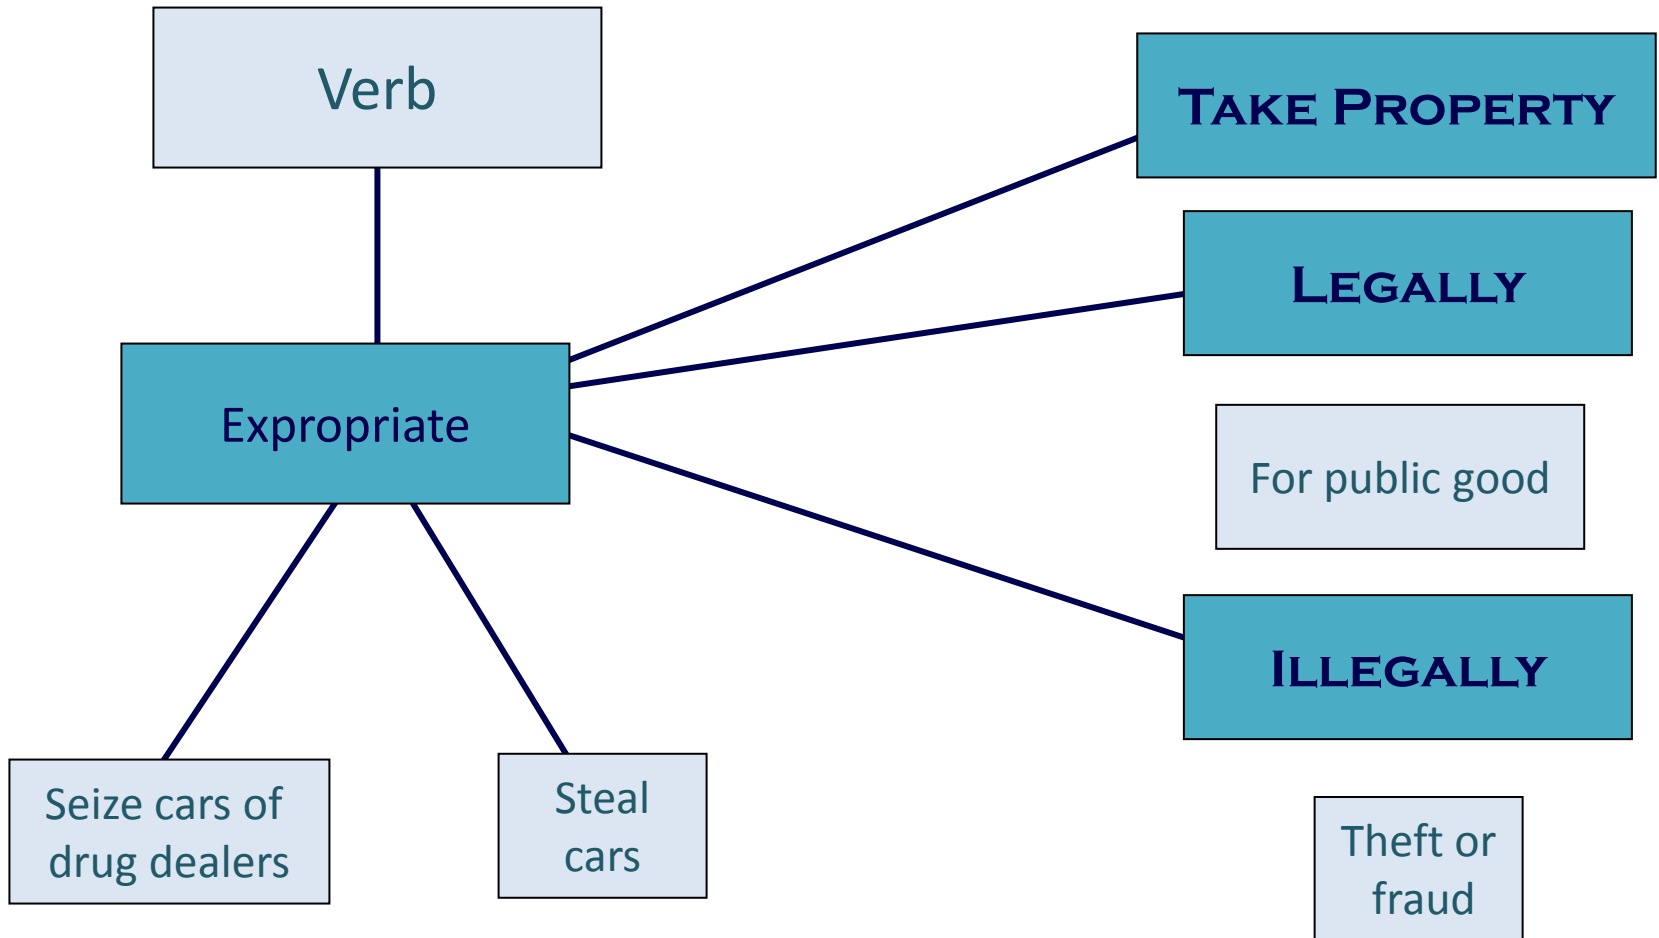 Verb
TAKE PROPERTY
LEGALLY
Expropriate
For public good
ILLEGALLY
Seize cars of
drug dealers
Steal
cars
Theft or
fraud